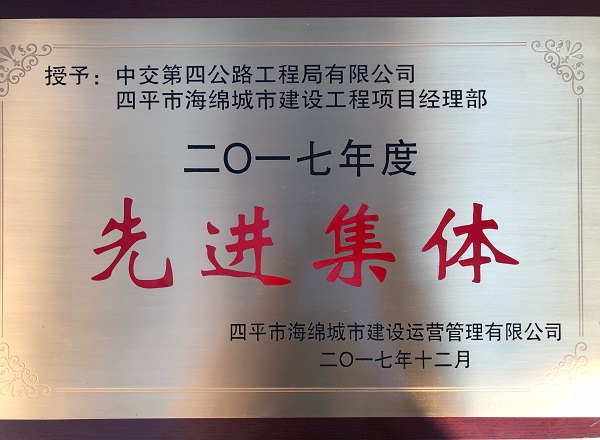 授予：中交第四公路工程局有限公司
四平市海绵城市建设工程项目经理部
二〇一七年度
先进集体
四平市海绵城市建设运营管理有限公司
二〇一七年十二月